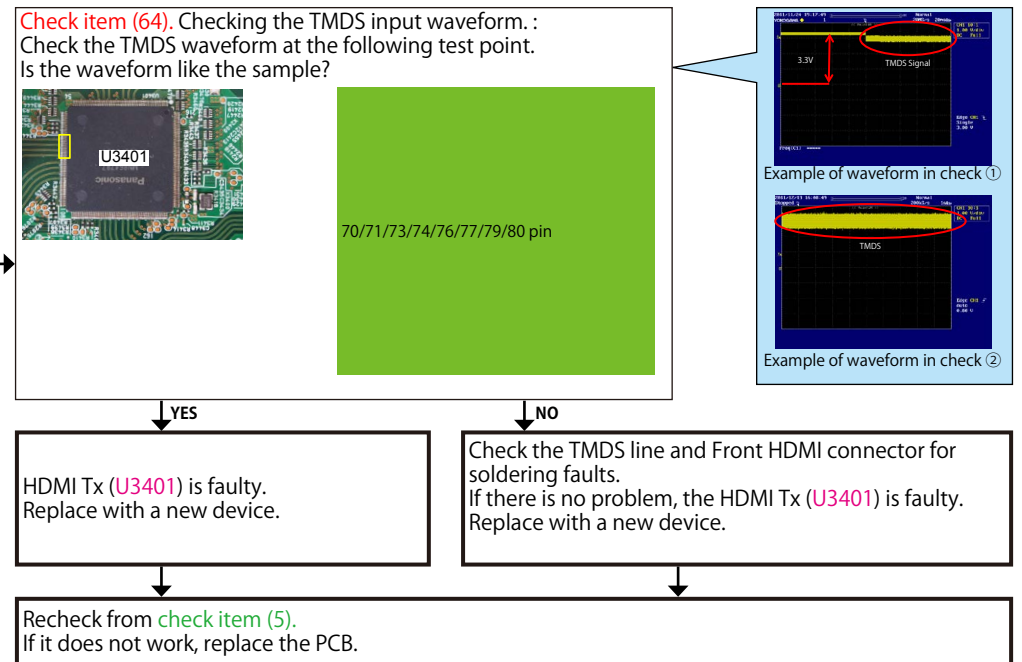 Check item (64). Checking the TMDS input waveform. :
Check the TMDS waveform at the following test point.
Is the waveform like the sample?
U3401
Panasonic
70/71/73/74/76/77/79/80 pin
3.3V
TMDS Signal
Example of waveform in check ①
TMDS
Example of waveform in check ②
YES
NO
HDMI Tx (U3401) is faulty.
Replace with a new device.
Check the TMDS line and Front HDMI connector for
soldering faults.
If there is no problem, the HDMI Tx (U3401) is faulty.
Replace with a new device.
Recheck from check item (5).
If it does not work, replace the PCB.